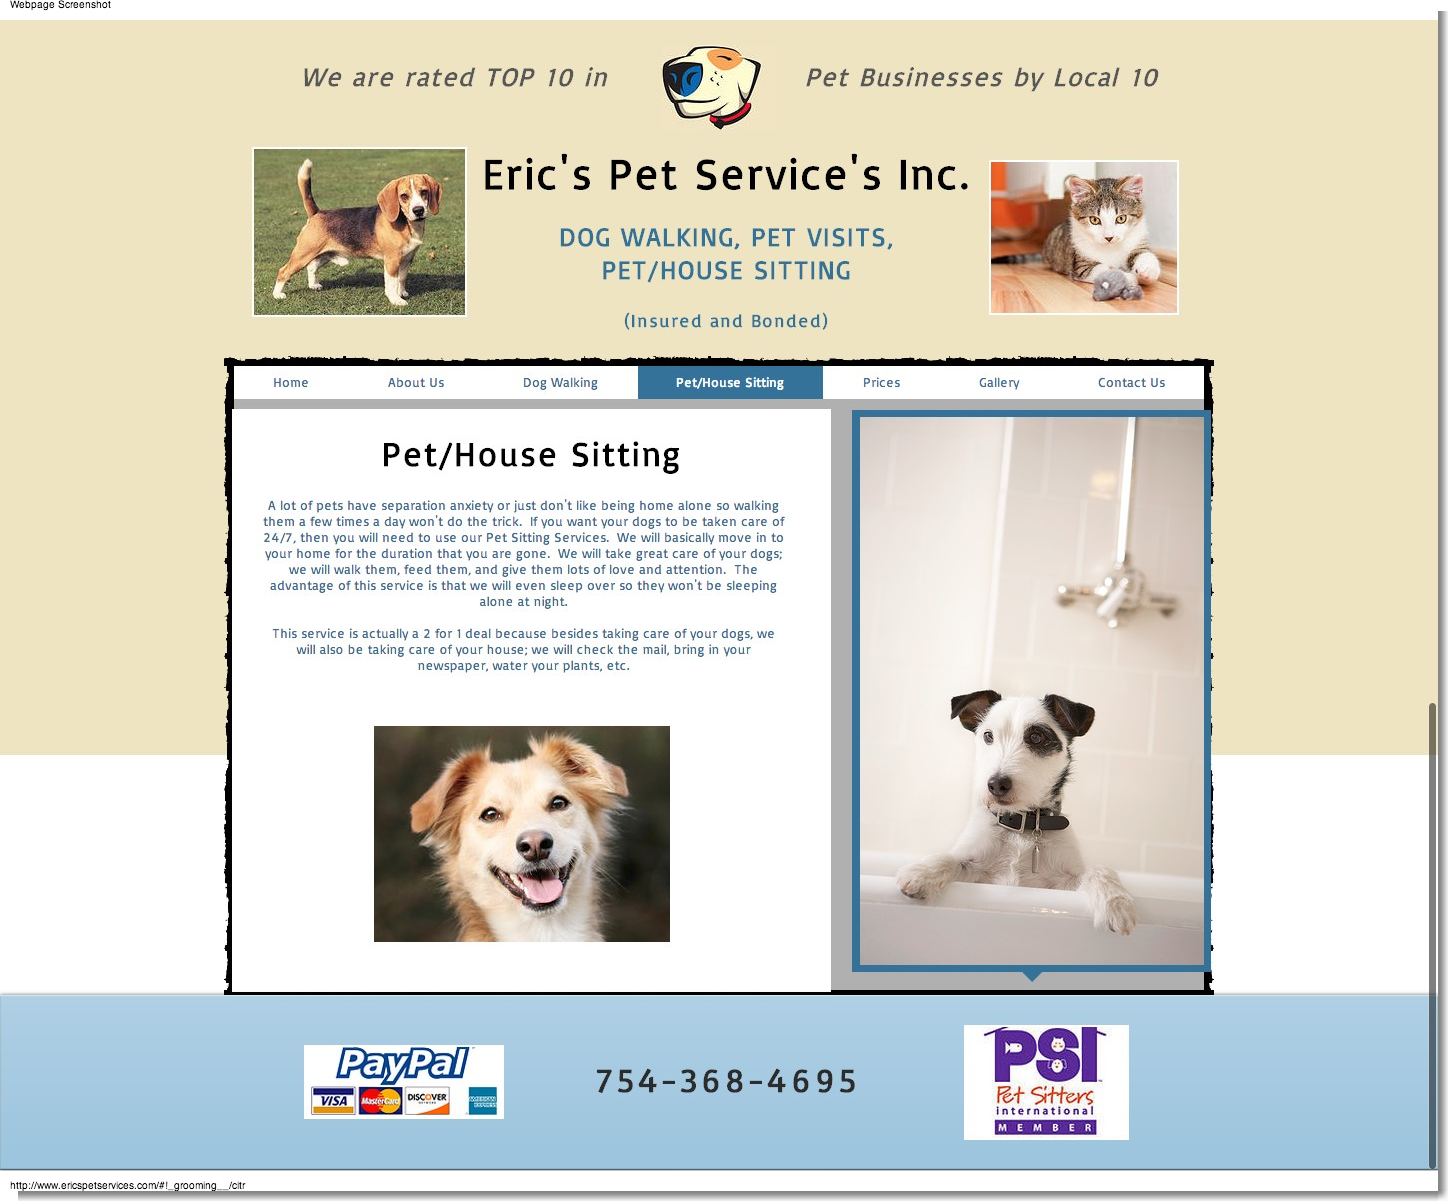 Webpage Screenshot
We are rated TOP 10 in
Pet Businesses by Local 10
Eric's Pet Service's Inc.
DOG WALKING, PET VISITS,
PET/HOUSE SITTING
(Insured and Bonded)
Home About Us Dog Walking Pet/House Sitting Prices Gallery Contact Us
Pet/House Sitting
A lot of pets have separation anxiety or just don't like being home alone so walking
them a few times a day won't do the trick.  If you want your dogs to be taken care of
24/7, then you will need to use our Pet Sitting Services.  We will basically move in to
your home for the duration that you are gone.  We will take great care of your dogs;
we will walk them, feed them, and give them lots of love and attention.  The
advantage of this service is that we will even sleep over so they won't be sleeping
alone at night.
This service is actually a 2 for 1 deal because besides taking care of your dogs, we
will also be taking care of your house; we will check the mail, bring in your
newspaper, water your plants, etc.
PayPal
VISA MasterCard DISCOVER AMERICAN EXPRESS
754-368-4695
PSI
Pet Sitters
international
MEMBER
http://www.ericspetservices.com/#!_grooming__/citr